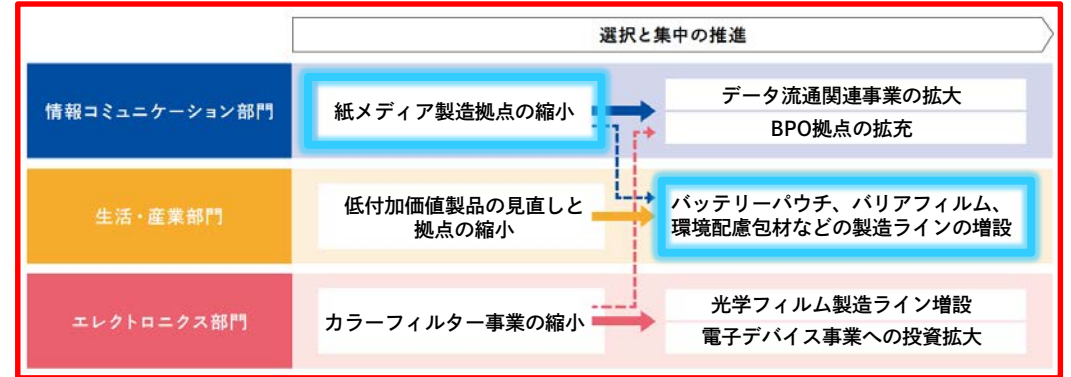 選択と集中の推進
情報コミュニケーション部門
紙メディア製造拠点の縮小
データ流通関連事業の拡大
BPO拠点の拡充
生活・産業部門
低付加価値製品の見直しと
拠点の縮小
バッテリーパウチ、バリアフィルム、
環境配慮包材などの製造ラインの増設
エレクトロニクス部門
カラーフィルター事業の縮小
光学フィルム製造ライン増設
電子デバイス事業への投資拡大